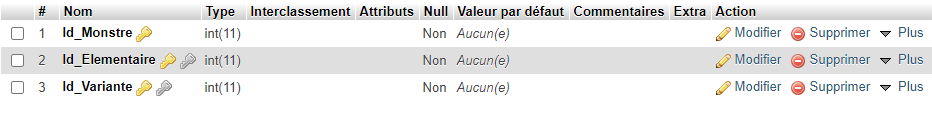 # Nom Type Interclassement Attributs Null Valeur par défaut Commentaires Extra Action
1 Id_Monstre int(11) Non Aucun(e) Modifier Supprimer Plus
2 Id_Elementaire int(11) Non Aucun(e) Modifier Supprimer Plus
3 Id_Variante int(11) Non Aucun(e) Modifier Supprimer Plus